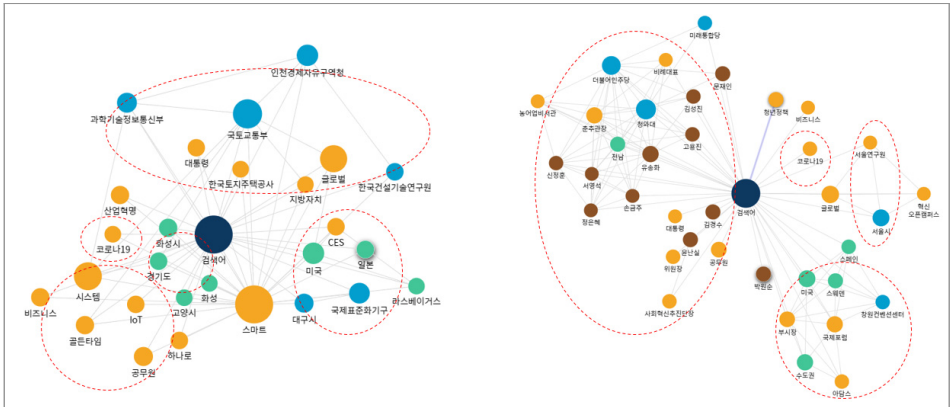 인천경제자유구역청
과학기술정보통신부
국토교통부
대통령
글로벌
한국토지주택공사
한국건설기술연구원
지방자치
산업혁명
화성시
코로나19
검색어
CES
미국
일본
경기도
화성
시스템
고양시
비즈니스
IoT
스마트
대구시
국제표준화기구
라스베이거스
골든타임
하나로
공무원
미래통합당
더불어민주당
비례대표
문재인
농어업비서관
김성진
청와대
춘추관장
청년정책
비즈니스
전남
고용진
코로나19
서울연구원
신정훈
유송화
서영석
손금주
검색어
글로벌
혁신
오픈캠퍼스
정은혜
대통령
김경수
서울시
윤난실
위원장
공무원
스페인
박원순
미국
스웨덴
사회혁신추진단장
창원컨벤션센터
부시장
국제포럼
수도권
아담스